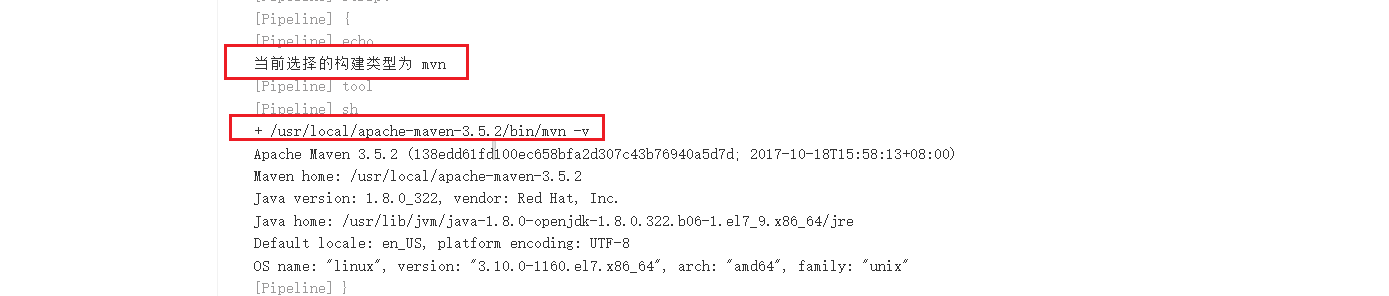 [Pipeline] {
[Pipeline] echo
当前选择的构建类型为 mvn
[Pipeline] tool
[Pipeline] sh
+ /usr/local/apache-maven-3.5.2/bin/mvn -v
Apache Maven 3.5.2 (138edd61fd100ec658bfa2d307c43b76940a5d7d; 2017-10-18T15:58:13+08:00)
Maven home: /usr/local/apache-maven-3.5.2
Java version: 1.8.0_322, vendor: Red Hat, Inc.
Java home: /usr/lib/jvm/java-1.8.0-openjdk-1.8.0.322.b06-1.el7_9.x86_64/jre
Default locale: en_US, platform encoding: UTF-8
OS name: "linux", version: "3.10.0-1160.el7.x86_64", arch: "amd64", family: "unix"
[Pipeline] }